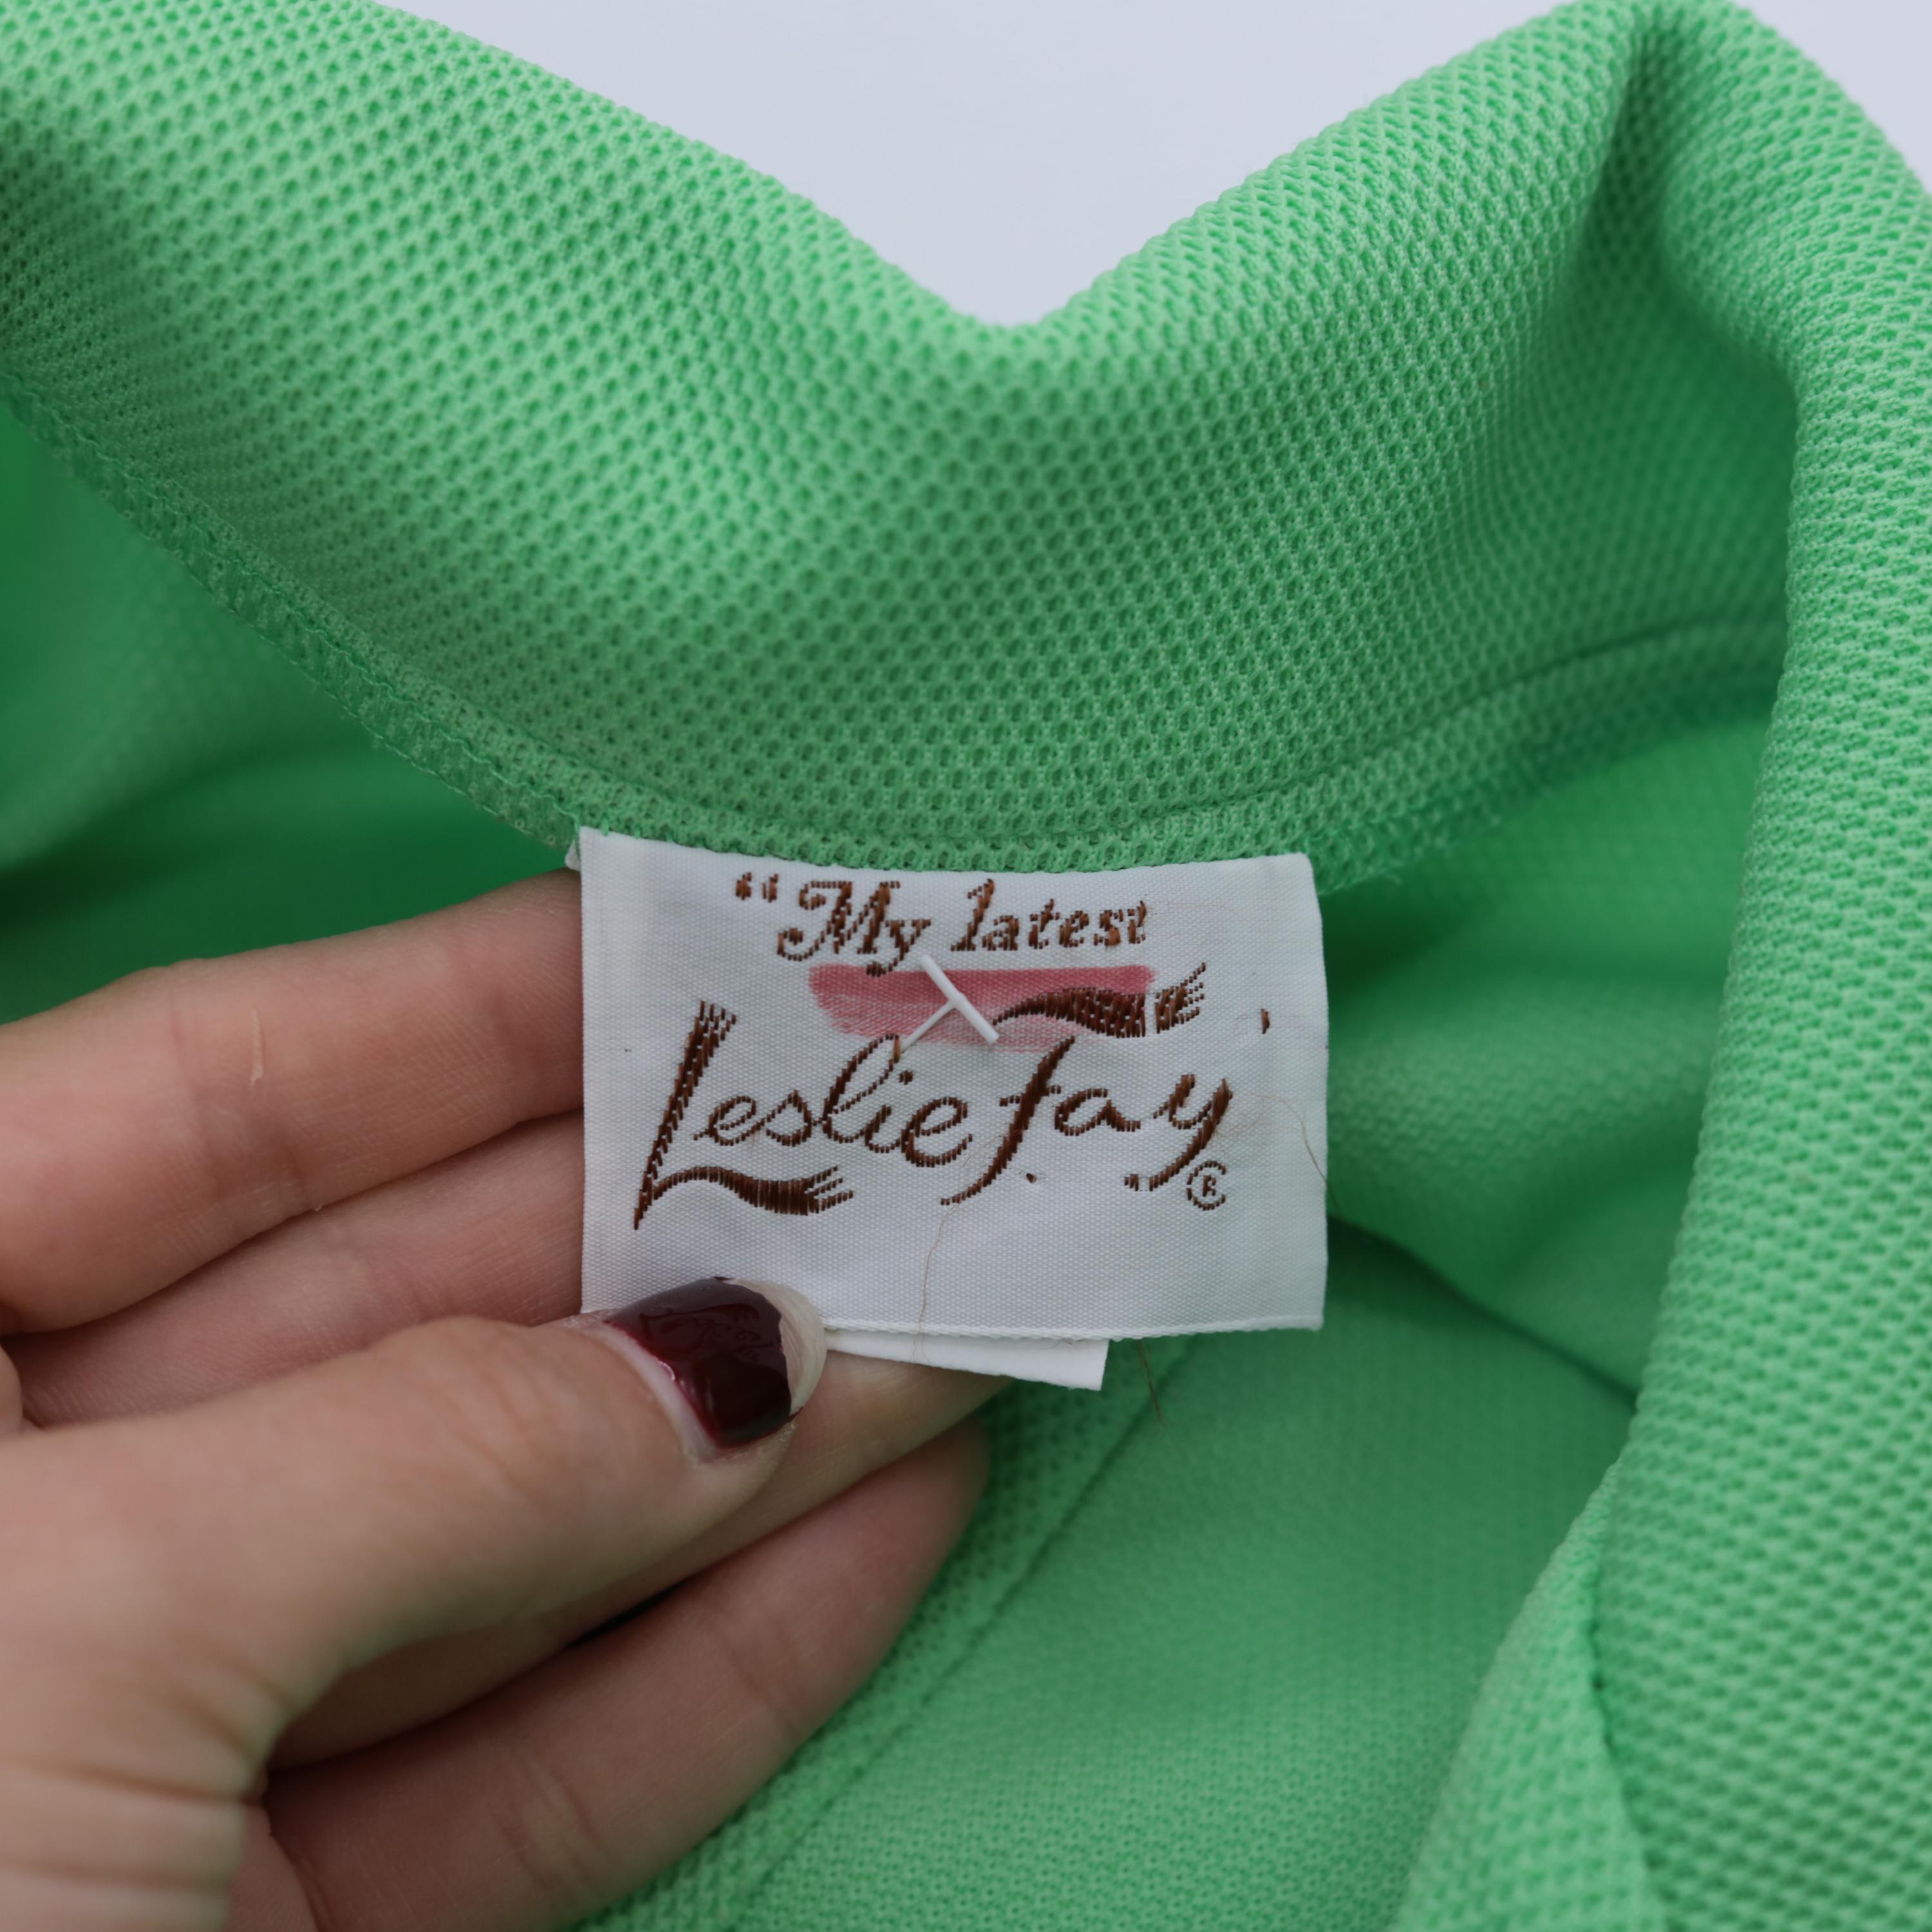 “My latest
Leslie Fay
®